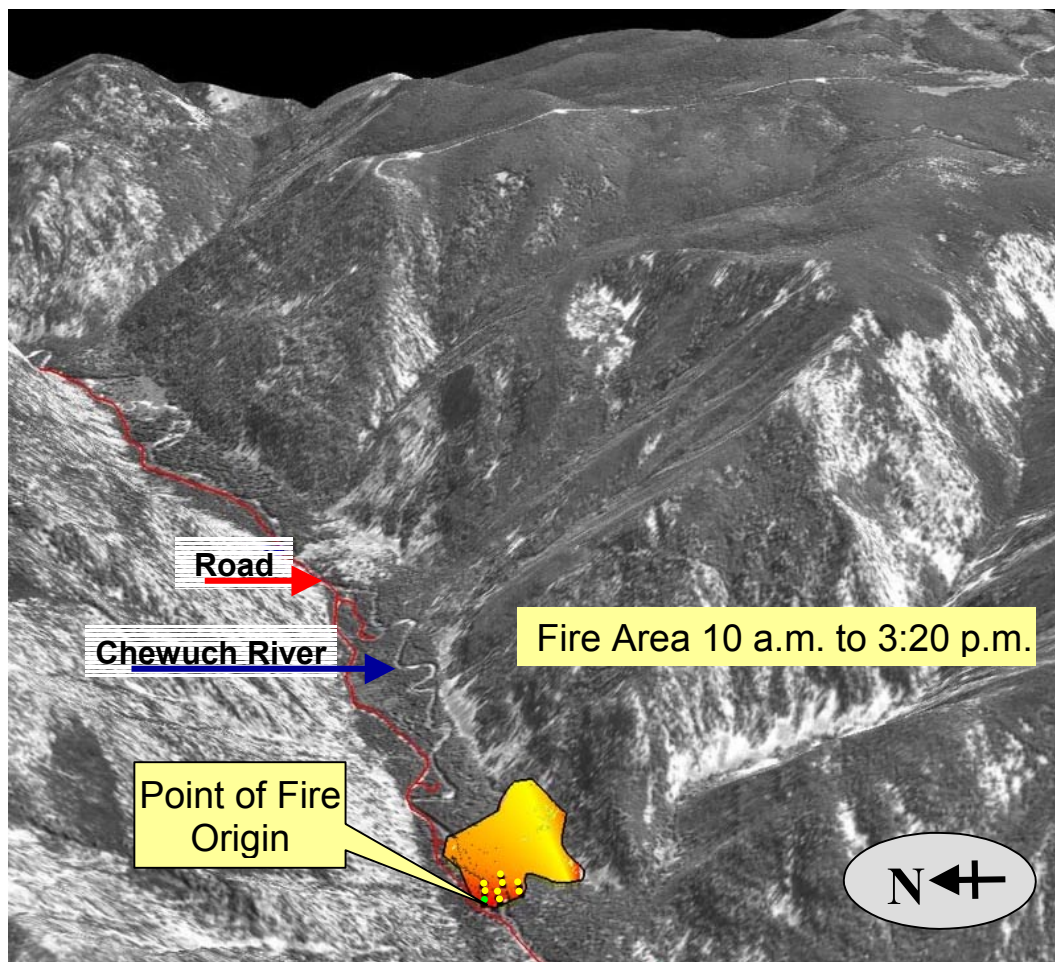 Road
Chewuch River
Fire Area 10 a.m. to 3:20 p.m.
Point of Fire
Origin
N